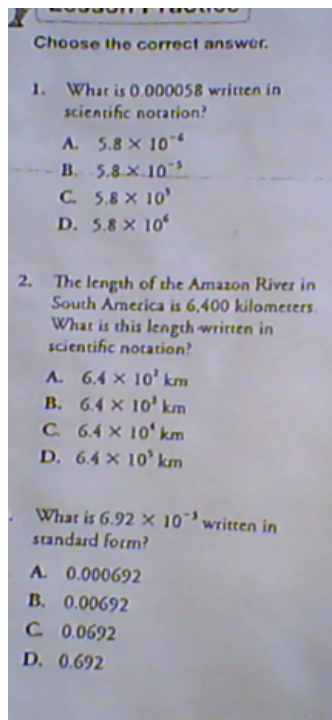 Lesson Practice
Choose the correct answer.
1. What is 0.000058 written in
scientific notation?
A. 5.8 × 10⁻⁶
B. 5.8 × 10⁻⁵
C. 5.8 × 10⁵
D. 5.8 × 10⁶
2. The length of the Amazon River in
South America is 6,400 kilometers.
What is this length written in
scientific notation?
A. 6.4 × 10² km
B. 6.4 × 10³ km
C. 6.4 × 10⁴ km
D. 6.4 × 10⁵ km
What is 6.92 × 10⁻³ written in
standard form?
A. 0.000692
B. 0.00692
C. 0.0692
D. 0.692